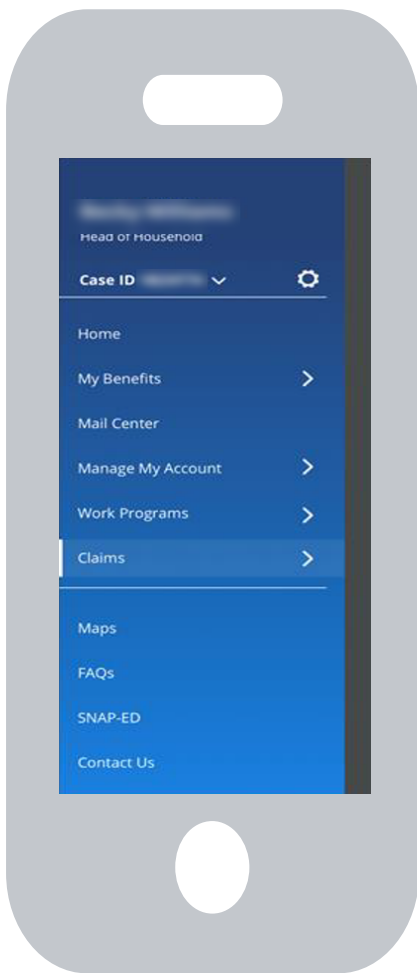 Head of Household
Case ID
Home
My Benefits
Mail Center
Manage My Account
Work Programs
Claims
Maps
FAQs
SNAP-ED
Contact Us